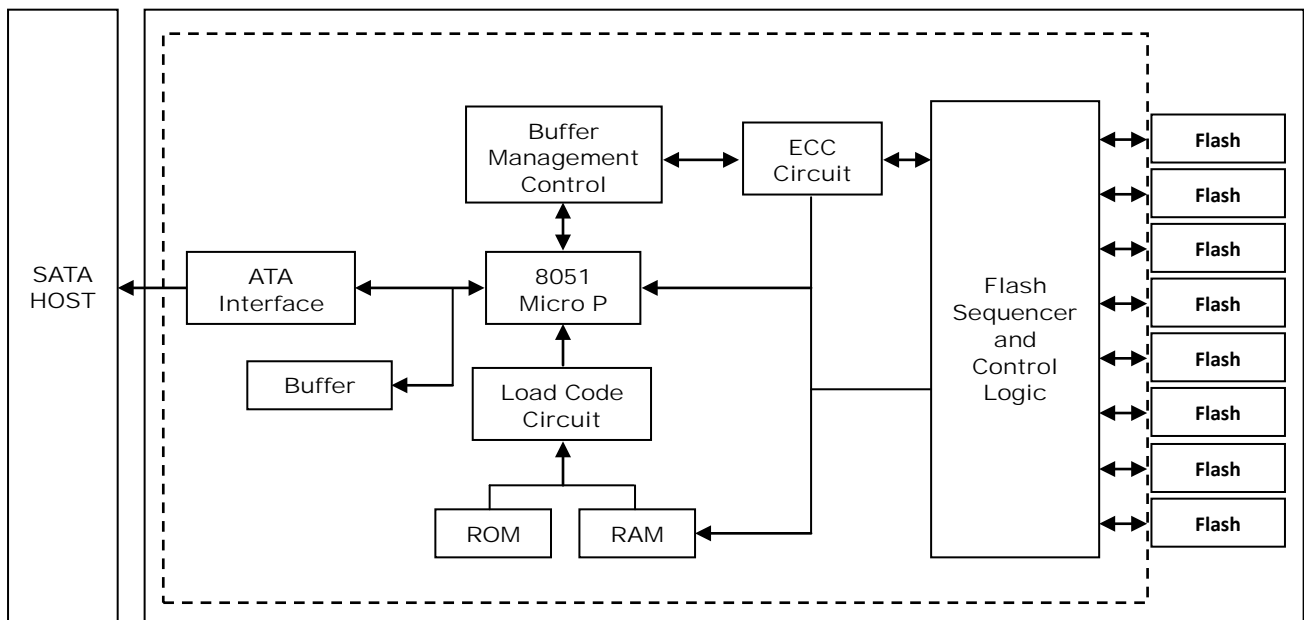 SATA
HOST
ATA
Interface
Buffer
Buffer
Management
Control
8051
Micro P
Load Code
Circuit
ROM
RAM
ECC
Circuit
Flash
Sequencer
and
Control
Logic
Flash
Flash
Flash
Flash
Flash
Flash
Flash
Flash